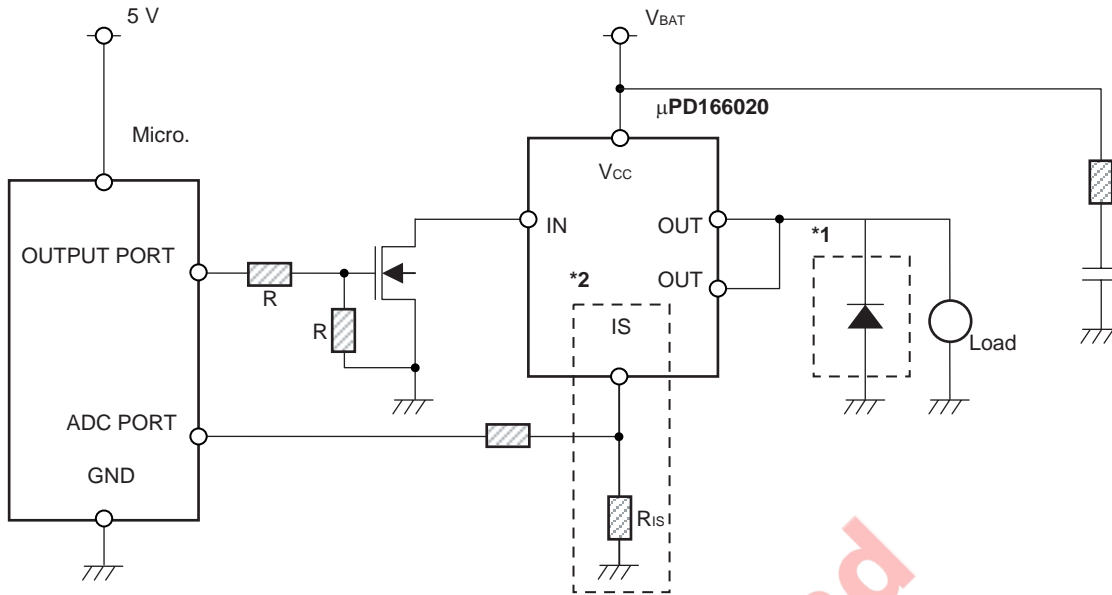 5 V
VBAT
µPD166020
Micro.
VCC
IN
OUT
*1
OUTPUT PORT
*2
OUT
R
IS
R
Load
ADC PORT
GND
RIS